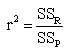 r² = SS_R / SS_P